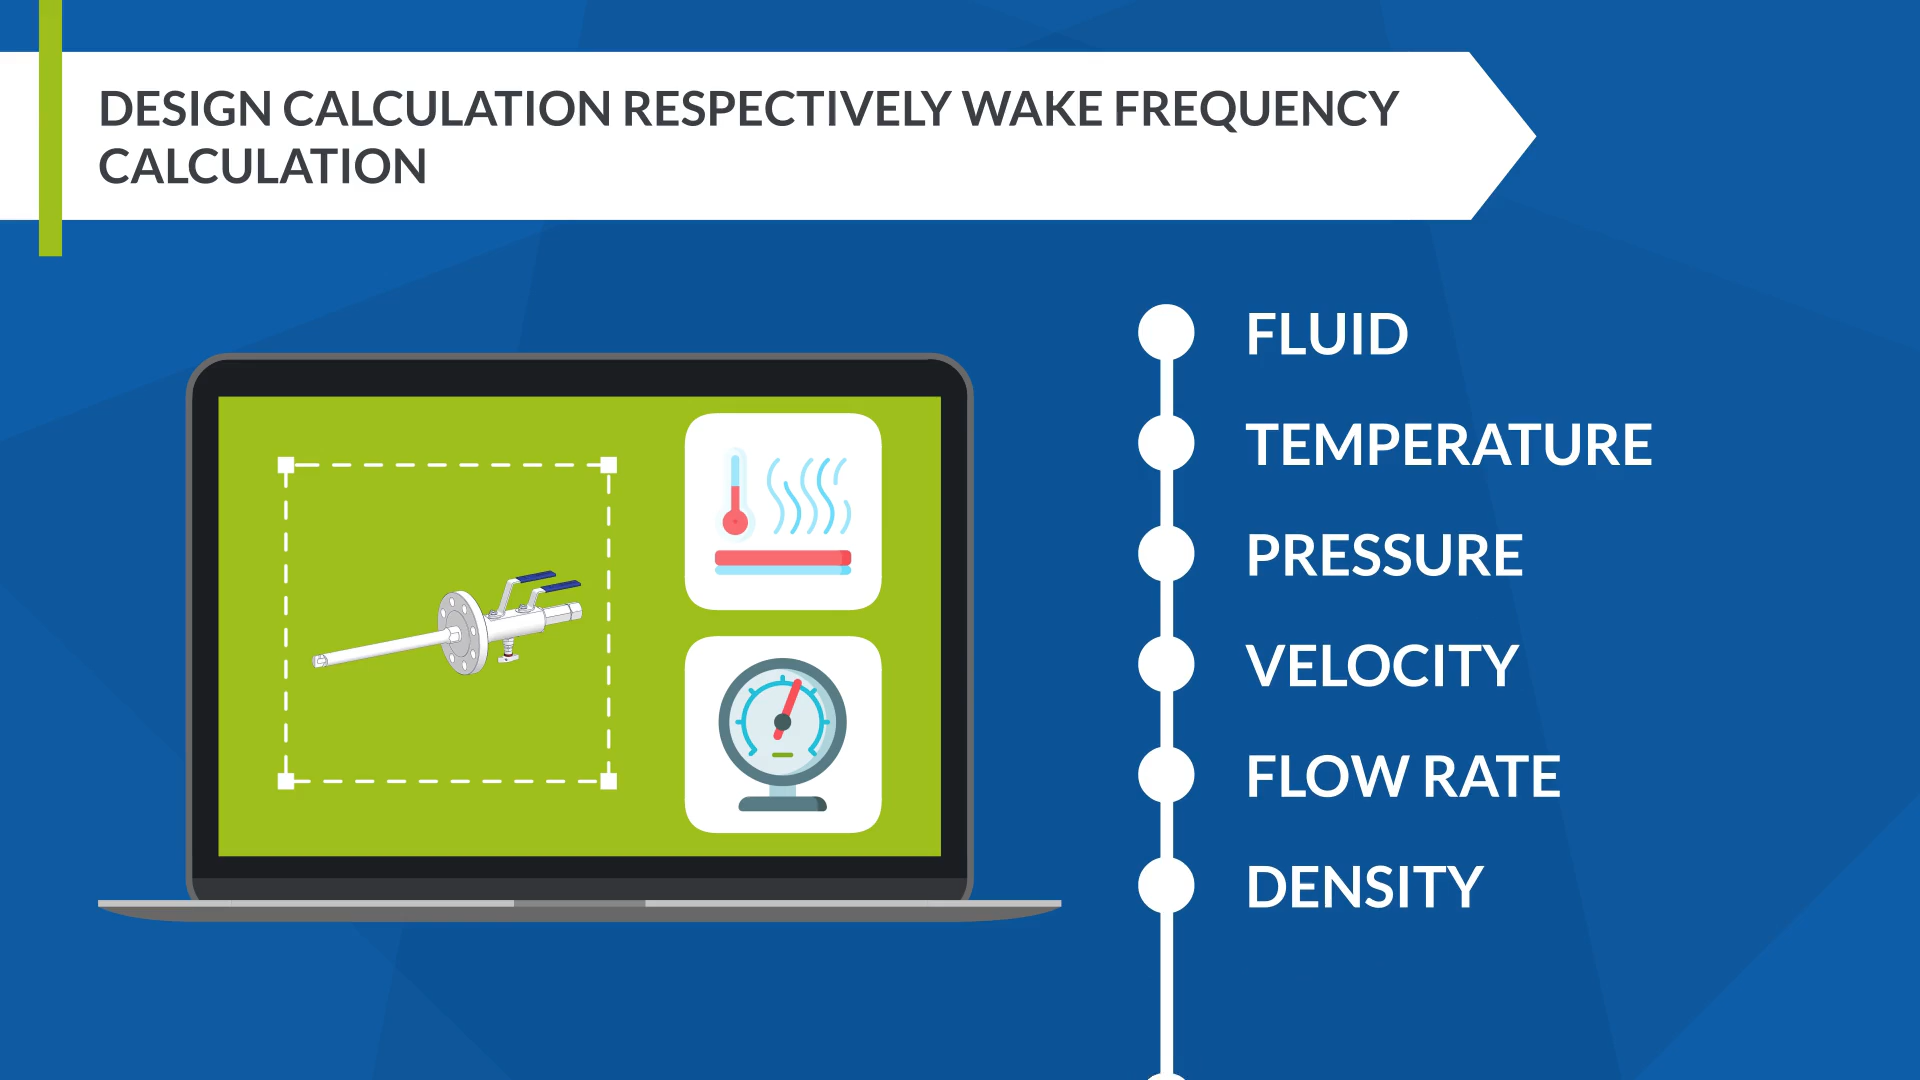 DESIGN CALCULATION RESPECTIVELY WAKE FREQUENCY
CALCULATION
FLUID
TEMPERATURE
PRESSURE
VELOCITY
FLOW RATE
DENSITY